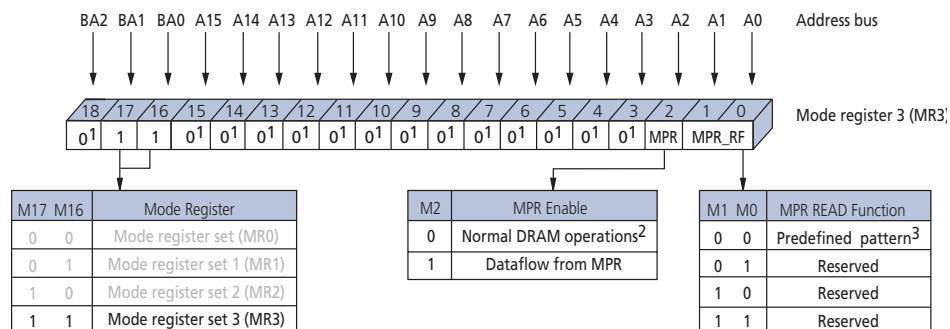 BA2 BA1 BA0 A15 A14 A13 A12 A11 A10 A9 A8 A7 A6 A5 A4 A3 A2 A1 A0 Address bus
18 17 16 15 14 13 12 11 10 9 8 7 6 5 4 3 2 1 0 Mode register 3 (MR3)
0¹ 1 1 0¹ 0¹ 0¹ 0¹ 0¹ 0¹ 0¹ 0¹ 0¹ 0¹ 0¹ 0¹ 0¹ MPR MPR_RF
M17 M16 Mode Register
0 0 Mode register set (MR0)
0 1 Mode register set 1 (MR1)
1 0 Mode register set 2 (MR2)
1 1 Mode register set 3 (MR3)
M2 MPR Enable
0 Normal DRAM operations²
1 Dataflow from MPR
M1 M0 MPR READ Function
0 0 Predefined pattern³
0 1 Reserved
1 0 Reserved
1 1 Reserved